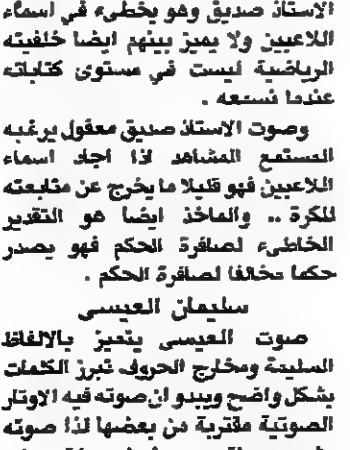 الاستاذ صديق وهو يخطىء في اسماء
اللاعبين ولا يميز بينهم ايضا خلفيته
الرياضية ليست في مستوى كتاباته
عندما نسمعه .
وصوت الاستاذ صديق معقول يرغبه
المستمع المشاهد اذا اجاد اسماء
اللاعبين فهو قليلا ما يخرج عن متابعته
للكرة .. والماخذ ايضا هو التقدير
الخاطىء لصافرة الحكم فهو يصدر
حكما مخالفا لصافرة الحكم .
سليمان العيسى
صوت العيسى يتميز بالالفاظ
السليمة ومخارج الحروف تبرز الكلمات
بشكل واضح ويبدو ان صوته فيه الاوتار
الصوتية مقتربة من بعضها لذا صوته